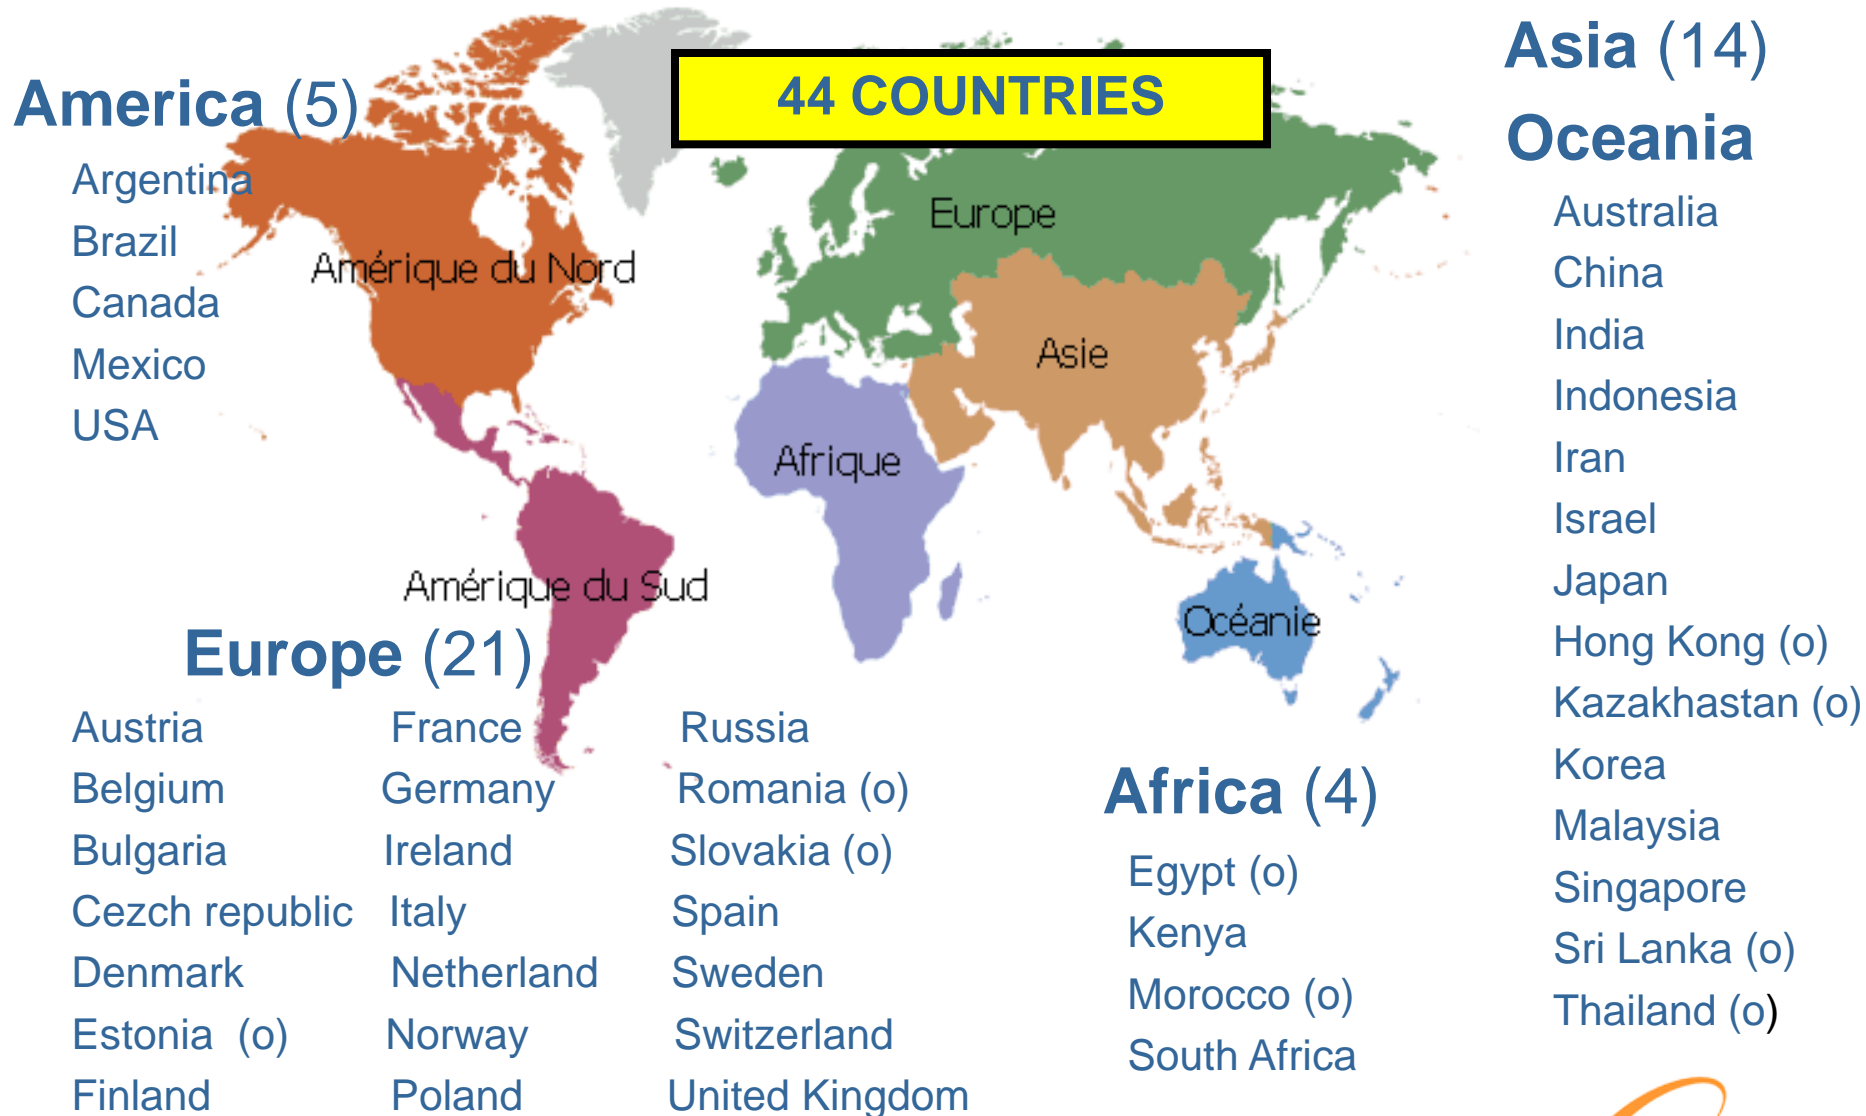 44 COUNTRIES
America (5)
Argentina
Brazil
Canada
Mexico
USA
Amérique du Nord
Europe
Asie
Afrique
Amérique du Sud
Océanie
Asia (14)
Oceania
Australia
China
India
Indonesia
Iran
Israel
Japan
Hong Kong (o)
Kazakhastan (o)
Korea
Malaysia
Singapore
Sri Lanka (o)
Thailand (o)
Europe (21)
Austria
Belgium
Bulgaria
Cezch republic
Denmark
Estonia (o)
Finland
France
Germany
Ireland
Italy
Netherland
Norway
Poland
Russia
Romania (o)
Slovakia (o)
Spain
Sweden
Switzerland
United Kingdom
Africa (4)
Egypt (o)
Kenya
Morocco (o)
South Africa